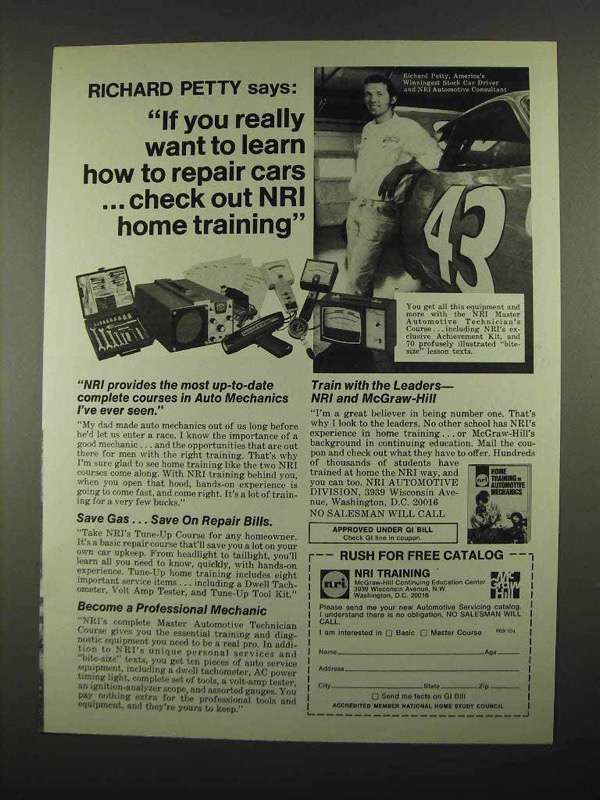 RICHARD PETTY says:
"If you really
want to learn
how to repair cars
...check out NRI
home training"
Richard Petty, America's
Winningest Stock Car Driver
and NRI Automotive Consultant
43
You get all this equipment and
more with the NRI Master
Automotive Technician's
Course...including NRI's ex-
clusive Achievement Kit, and
70 profusely illustrated "bite-
size" lesson texts.
"NRI provides the most up-to-date
complete courses in Auto Mechanics
I've ever seen."
"My dad made auto mechanics out of us long before
he'd let us enter a race. I know the importance of a
good mechanic...and the opportunities that are out
there for men with the right training. That's why
I'm sure glad to see home training like the two NRI
courses come along. With NRI training behind you,
when you open that hood, hands-on experience is
going to come fast, and come right. It's a lot of train-
ing for a very few bucks."
Save Gas...Save On Repair Bills.
"Take NRI's Tune-Up Course for any homeowner.
It's a basic repair course that'll save you a lot on your
own car upkeep. From headlight to taillight, you'll
learn all you need to know, quickly, with hands-on
experience. Tune-Up home training includes eight
important service items...including a Dwell Tach-
ometer, Volt Amp Tester, and Tune-Up Tool Kit."
Become a Professional Mechanic
"NRI's complete Master Automotive Technician
Course gives you the essential training and diag-
nostic equipment you need to be a real pro. In addi-
tion to NRI's unique personal services and
"bite-size" texts, you get ten pieces of auto service
equipment, including a dwell tachometer, AC power
timing light, complete set of tools, a volt-amp tester,
an ignition-analyzer scope, and assorted gauges. You
pay nothing extra for the professional tools and
equipment, and they're yours to keep."
Train with the Leaders—
NRI and McGraw-Hill
"I'm a great believer in being number one. That's
why I look to the leaders. No other school has NRI's
experience in home training...or McGraw-Hill's
background in continuing education. Mail the cou-
pon and check out what they have to offer. Hundreds
of thousands of students have
trained at home the NRI way, and
you can too. NRI AUTOMOTIVE
DIVISION, 3939 Wisconsin Ave-
nue, Washington, D.C. 20016
NO SALESMAN WILL CALL
nri
HOME
TRAINING in
AUTOMOTIVE
MECHANICS
APPROVED UNDER GI BILL
Check GI line in coupon.
RUSH FOR FREE CATALOG
nri
NRI TRAINING
McGraw-Hill Continuing Education Center
3939 Wisconsin Avenue, N.W.
Washington, D.C. 20016
Mc
Graw
Hill
Please send me your new Automotive Servicing catalog.
I understand there is no obligation. NO SALESMAN WILL
CALL.
I am interested in □ Basic □ Master Course
Name Age
Address
City State Zip
□ Send me facts on GI Bill
ACCREDITED MEMBER NATIONAL HOME STUDY COUNCIL